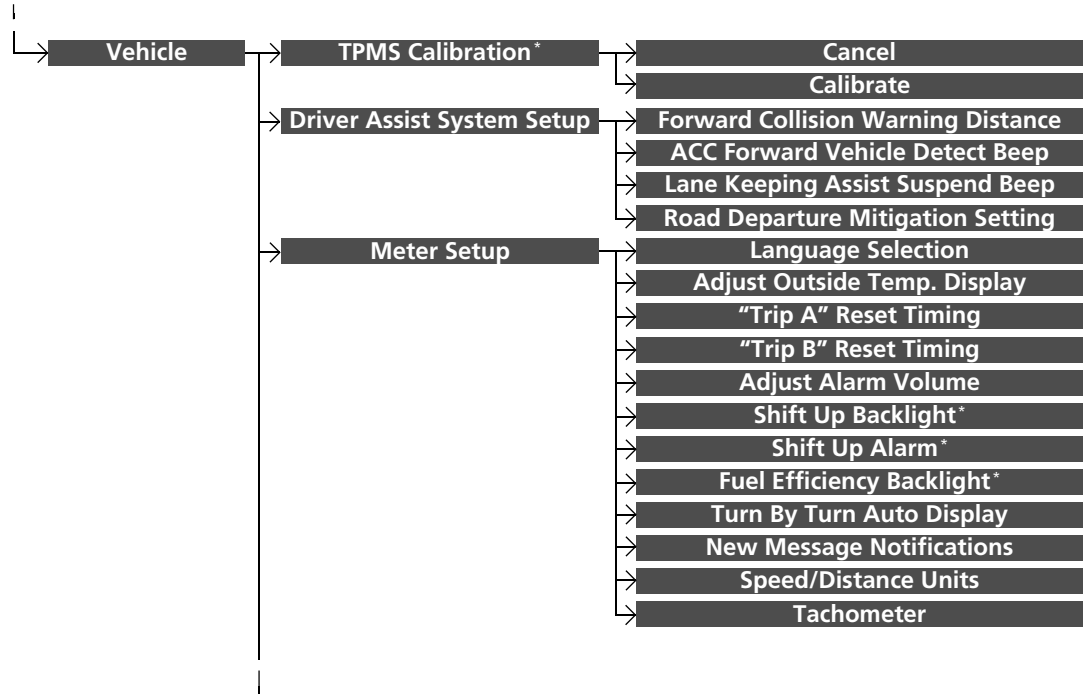 Vehicle
TPMS Calibration*
Cancel
Calibrate
Driver Assist System Setup
Forward Collision Warning Distance
ACC Forward Vehicle Detect Beep
Lane Keeping Assist Suspend Beep
Road Departure Mitigation Setting
Meter Setup
Language Selection
Adjust Outside Temp. Display
“Trip A” Reset Timing
“Trip B” Reset Timing
Adjust Alarm Volume
Shift Up Backlight*
Shift Up Alarm*
Fuel Efficiency Backlight*
Turn By Turn Auto Display
New Message Notifications
Speed/Distance Units
Tachometer